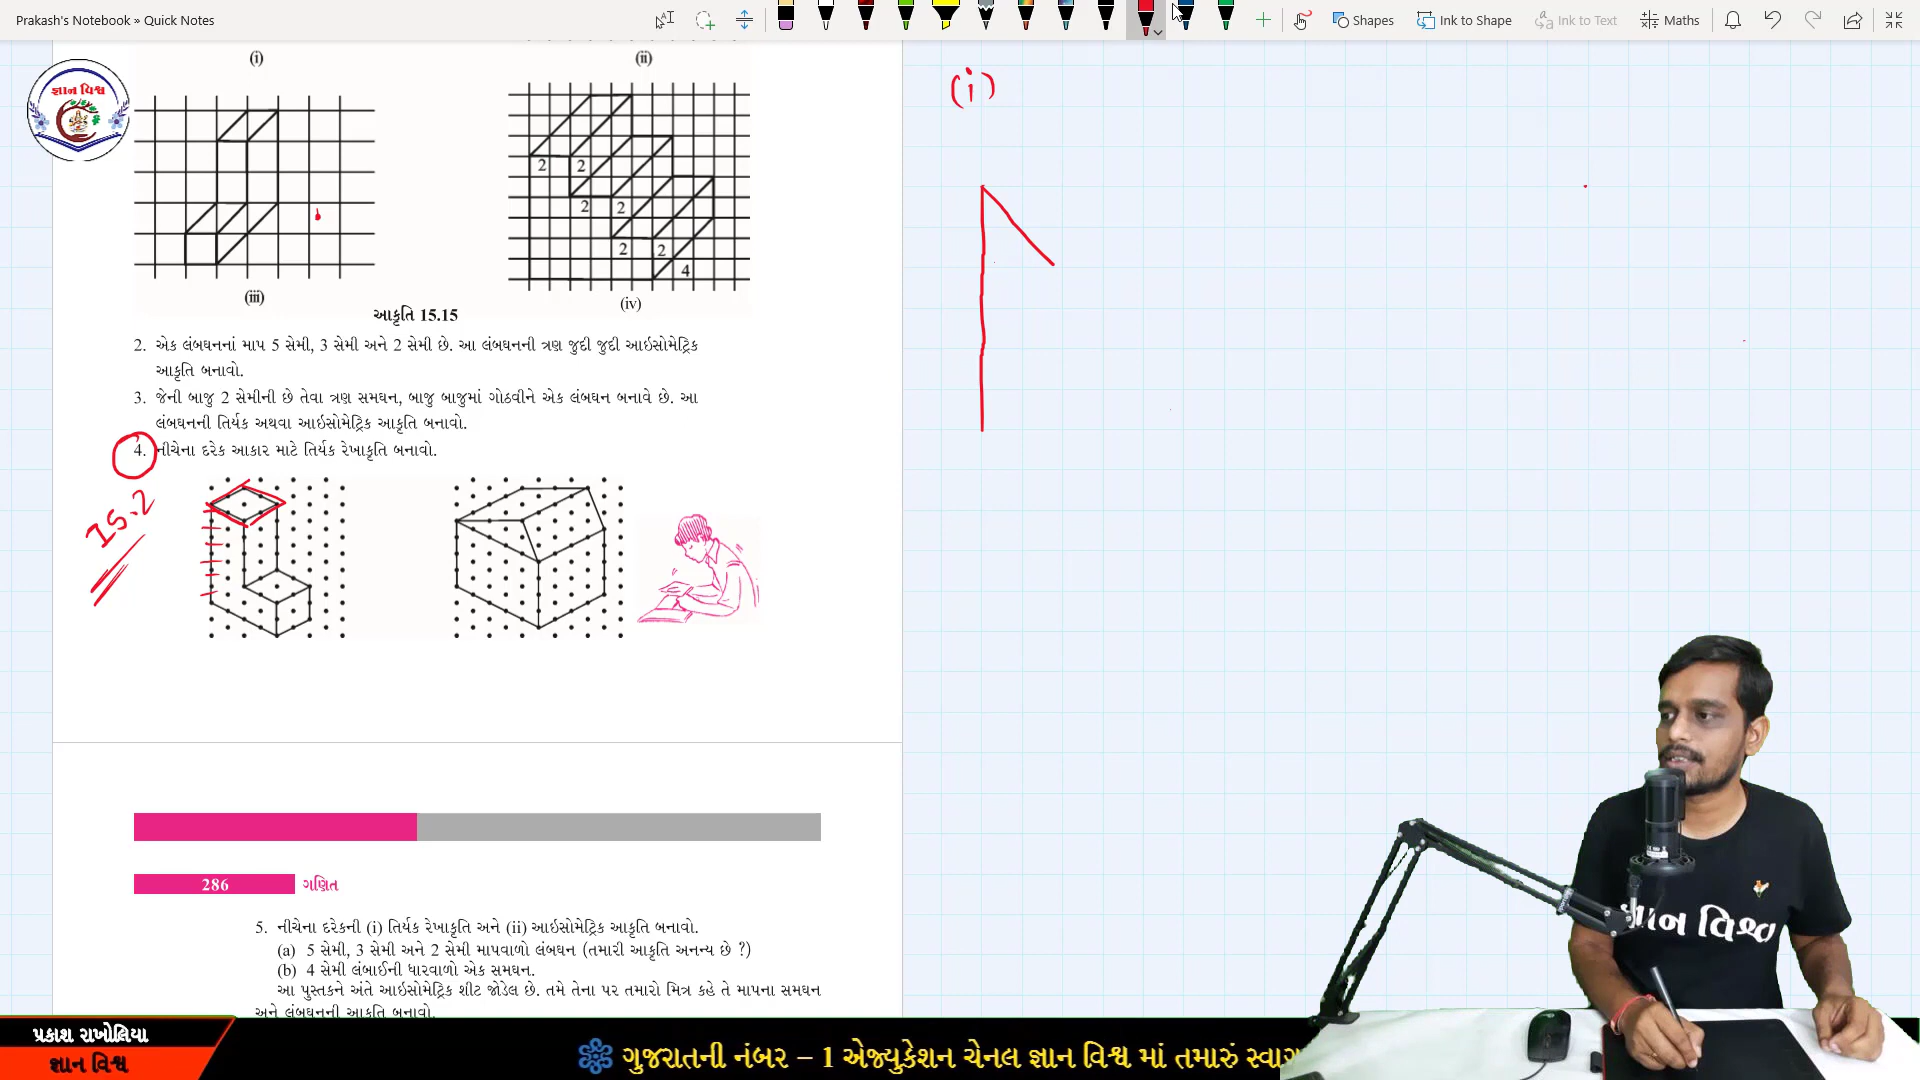 Prakash's Notebook » Quick Notes
Shapes
Ink to Shape
Ink to Text
Maths
(i)
(ii)
જ્ઞાન વિશ્વ
2 2
2 2
2 2
4
(iii)
(iv)
આકૃતિ 15.15
2. એક લંબઘનનાં માપ 5 સેમી, 3 સેમી અને 2 સેમી છે. આ લંબઘનની ત્રણ જુદી જુદી આઇસોમેટ્રિક
આકૃતિ બનાવો.
3. જેની બાજુ 2 સેમીની છે તેવા ત્રણ સમઘન, બાજુ બાજુમાં ગોઠવીને એક લંબઘન બનાવે છે. આ
લંબઘનની તિર્યક અથવા આઇસોમેટ્રિક આકૃતિ બનાવો.
4. નીચેના દરેક આકાર માટે તિર્યક રેખાકૃતિ બનાવો.
15.2
286 ગણિત
5. નીચેના દરેકની (i) તિર્યક રેખાકૃતિ અને (ii) આઇસોમેટ્રિક આકૃતિ બનાવો.
(a) 5 સેમી, 3 સેમી અને 2 સેમી માપવાળો લંબઘન (તમારી આકૃતિ અનન્ય છે ?)
(b) 4 સેમી લંબાઈની ધારવાળો એક સમઘન.
આ પુસ્તકને અંતે આઇસોમેટ્રિક શીટ જોડેલ છે. તમે તેના પર તમારો મિત્ર કહે તે માપના સમઘન
અને લંબઘનની આકૃતિ બનાવો.
(i)
જ્ઞાન વિશ્વ
પ્રકાશ રાખોલિયા
જ્ઞાન વિશ્વ
ગુજરાતની નંબર – 1 એજ્યુકેશન ચેનલ જ્ઞાન વિશ્વ માં તમારું સ્વાગ